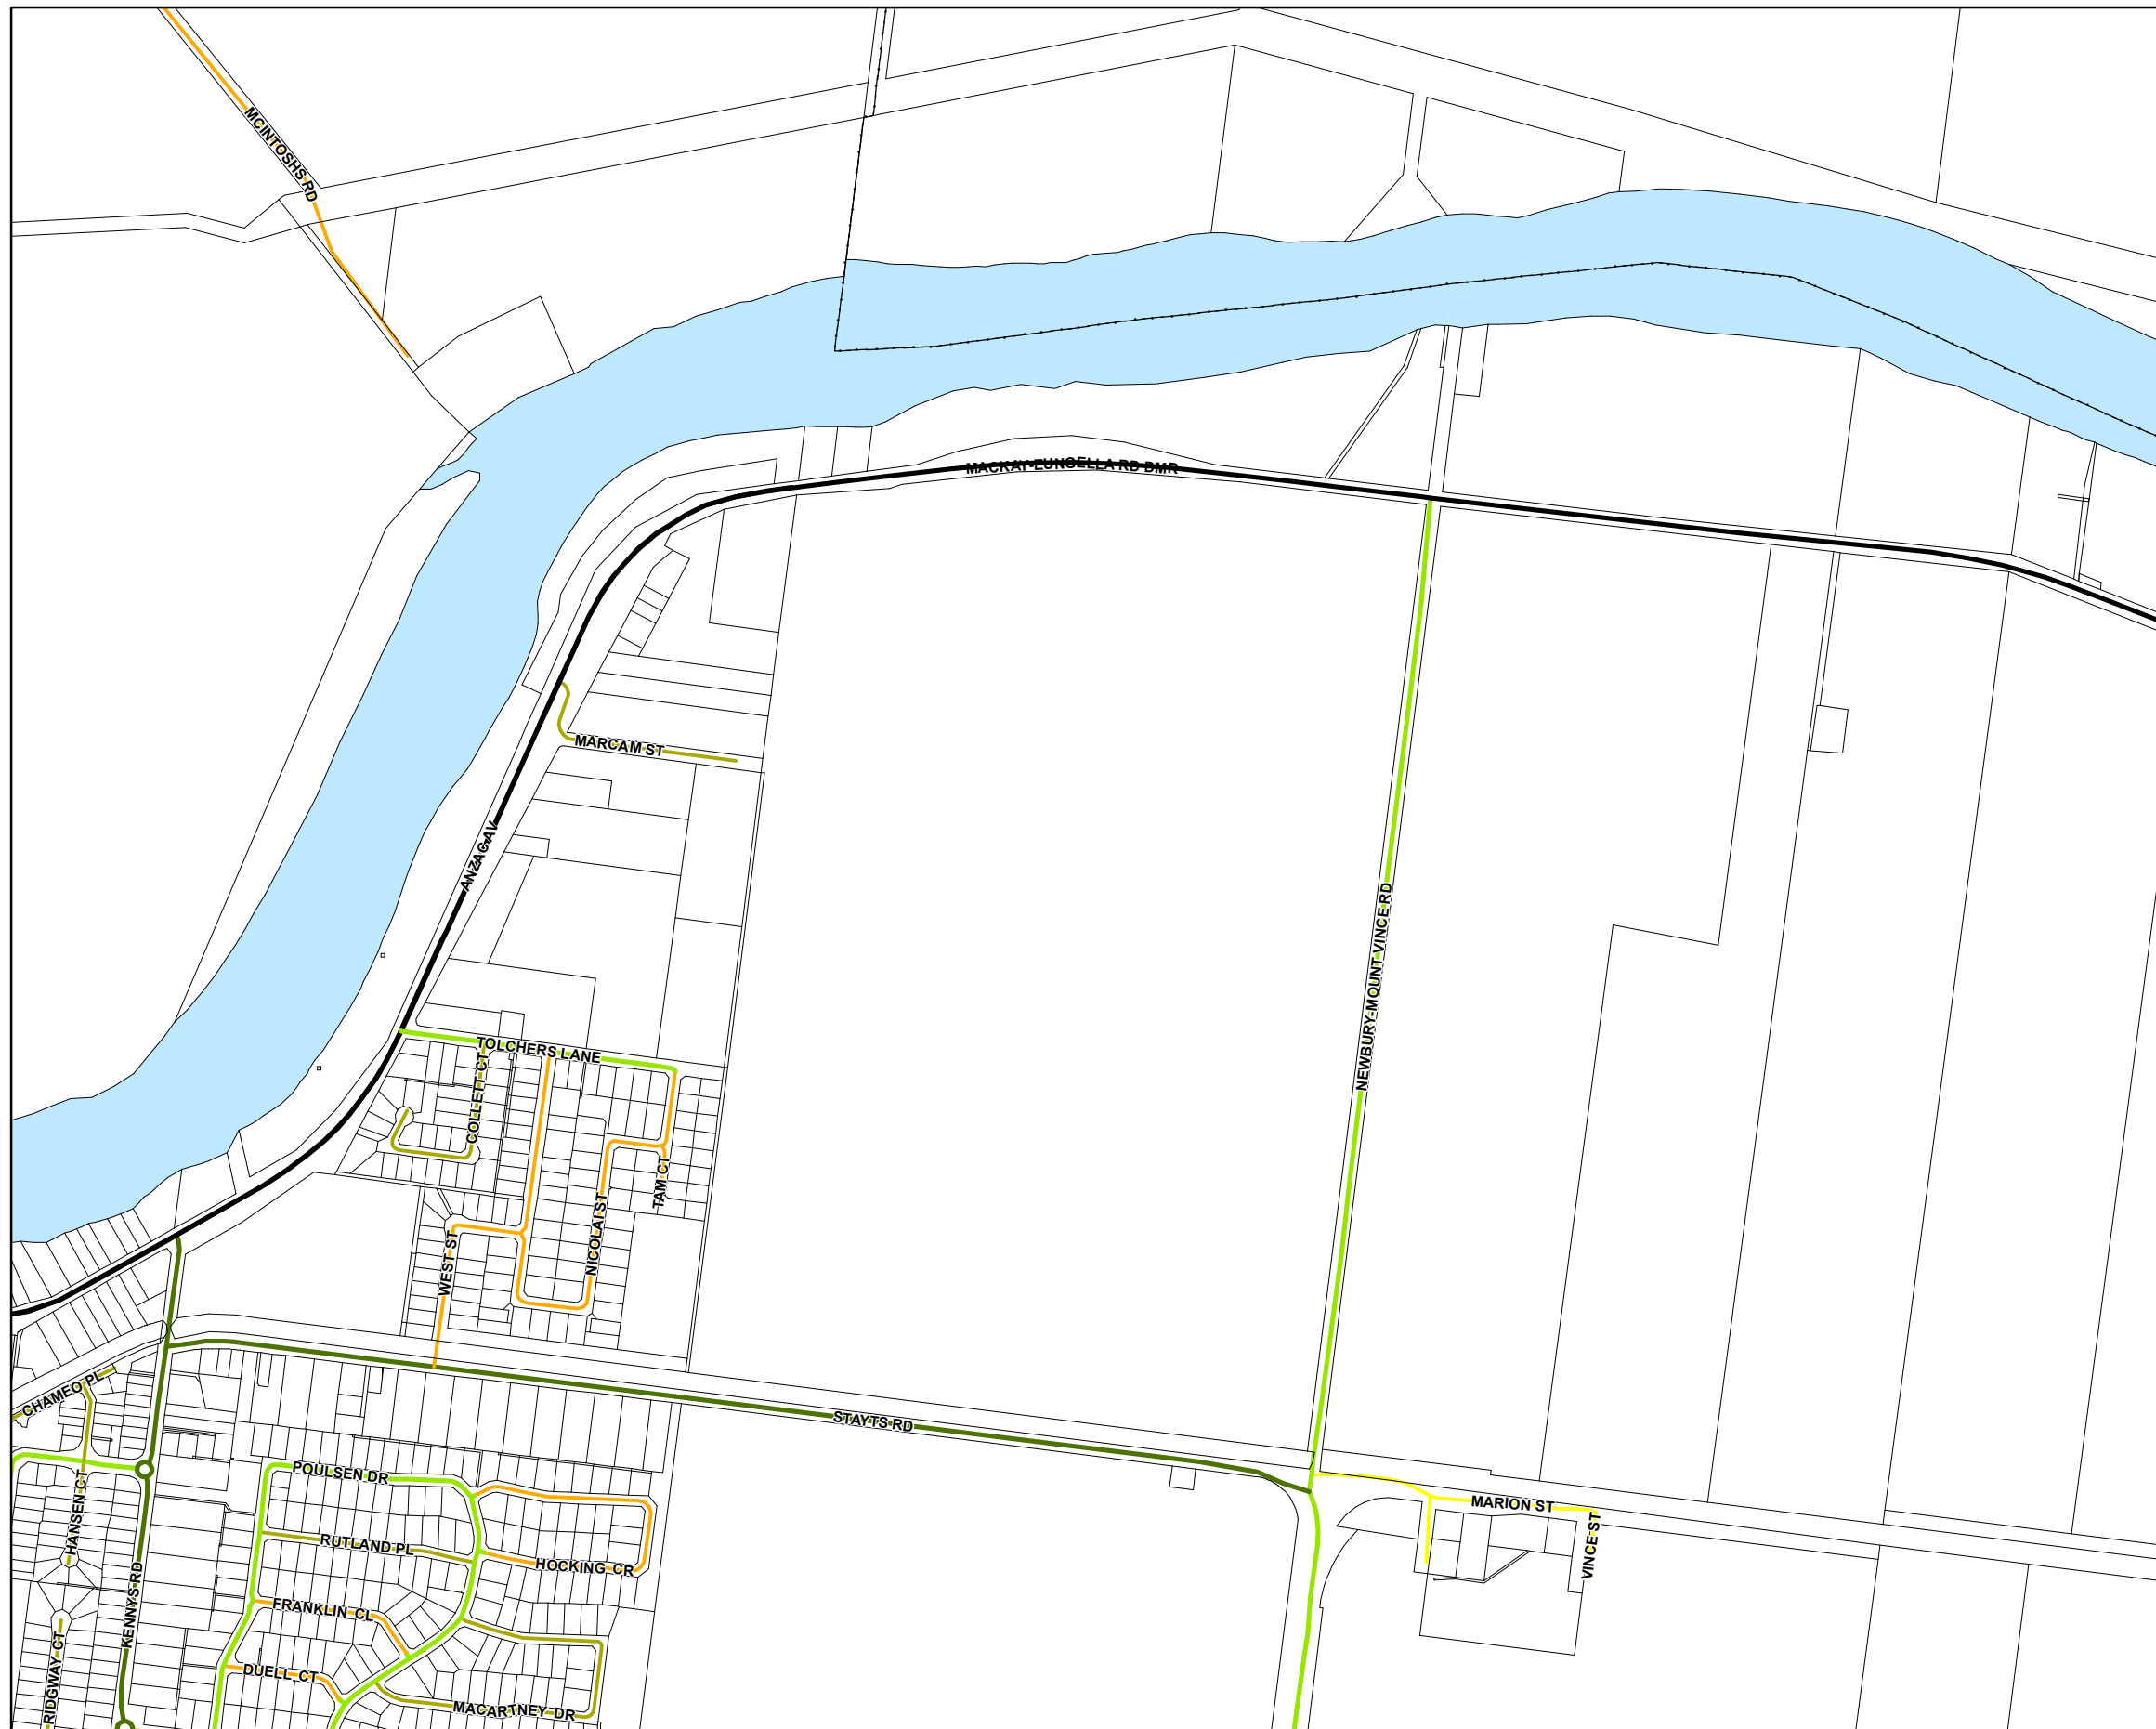 MCINTOSHS RD
MACKAY-EUNGELLA RD DMR
MARCAM ST
ANZAC AV
NEWBURY-MOUNT VINCE RD
TOLCHERS LANE
COLLETT CT
TAM CT
NICOLAI ST
WEST ST
CHAMEO PL
STAYTS RD
POULSEN DR
HANSEN CT
MARION ST
VINCE ST
RUTLAND PL
HOCKING CR
KENNYS RD
FRANKLIN CL
RIDGWAY CT
DUELL CT
MACARTNEY DR